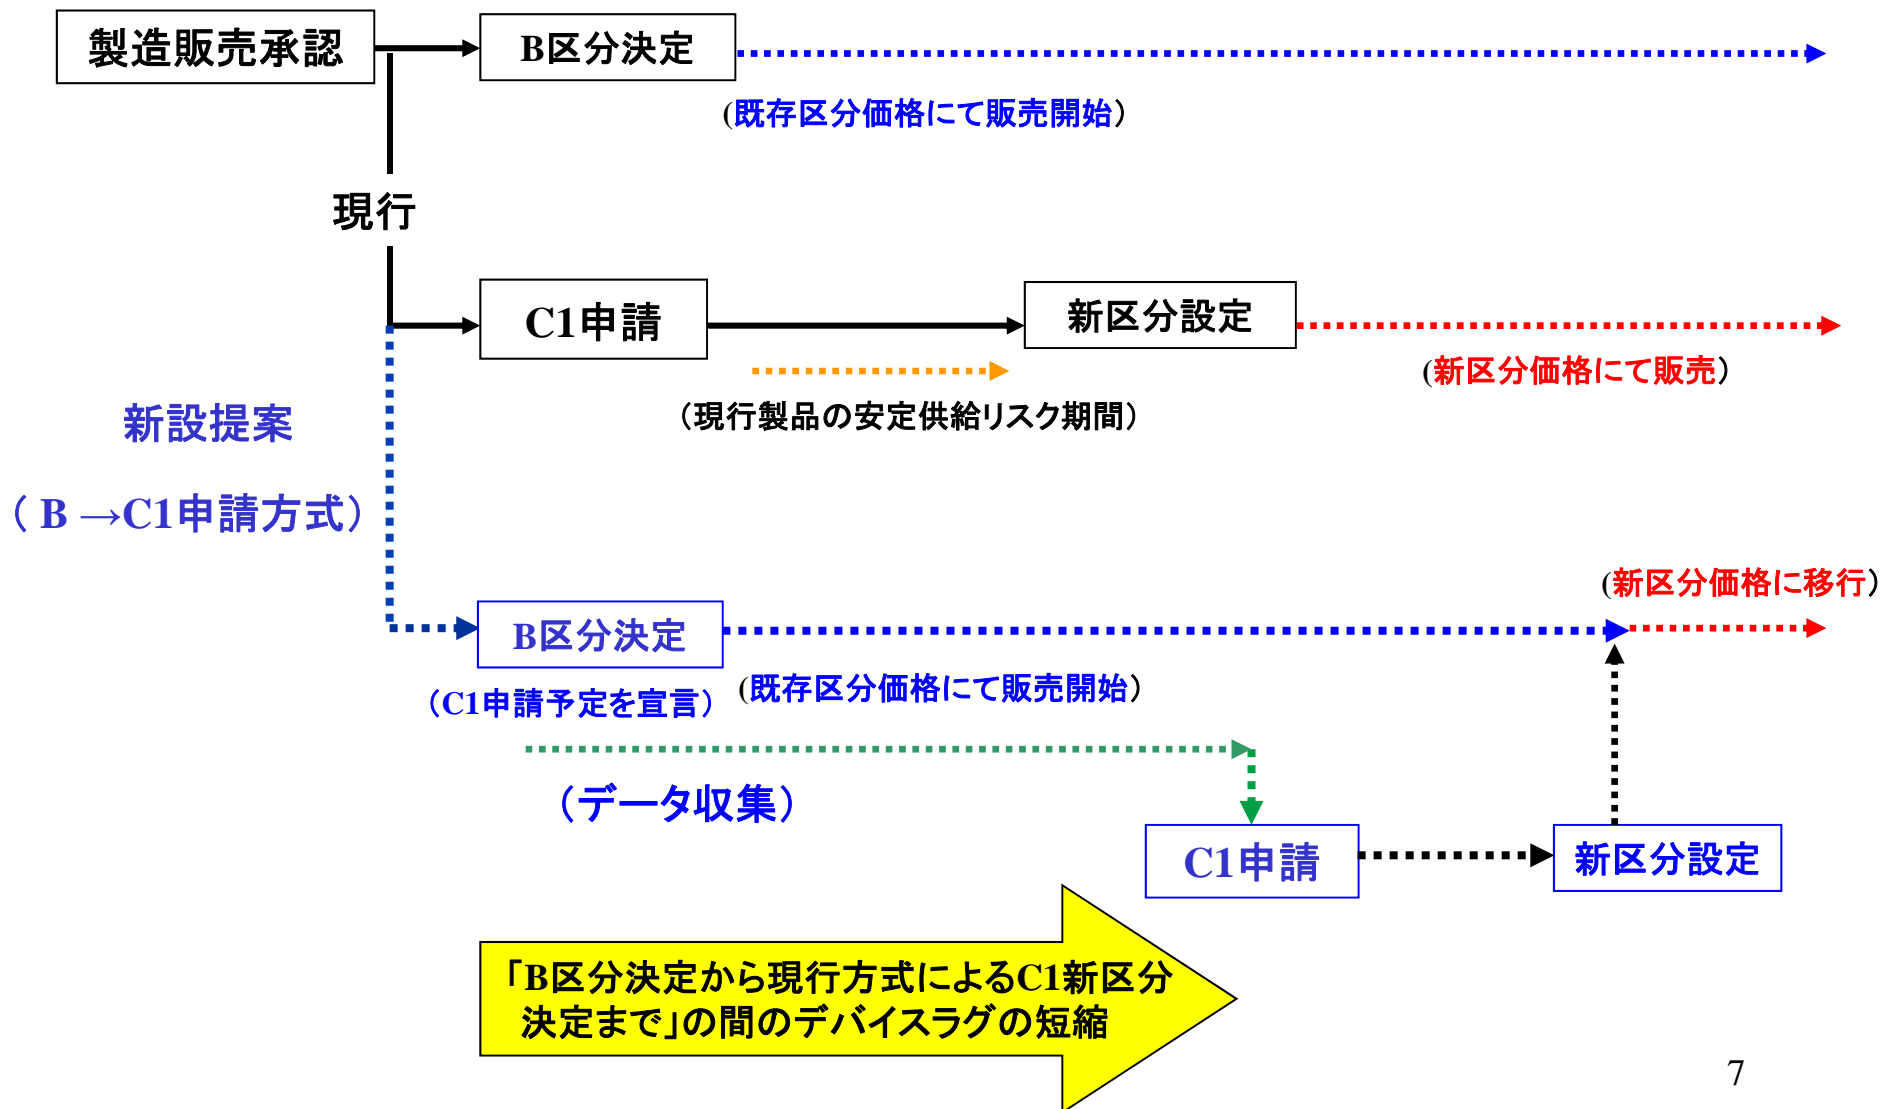 製造販売承認
B区分決定
(既存区分価格にて販売開始）
現行
C1申請
新区分設定
(新区分価格にて販売）
（現行製品の安定供給リスク期間）
新設提案
（ B →C1申請方式）
(新区分価格に移行）
B区分決定
（C1申請予定を宣言）
(既存区分価格にて販売開始）
（データ収集）
C1申請
新区分設定
「B区分決定から現行方式によるC1新区分
決定まで」の間のデバイスラグの短縮
7